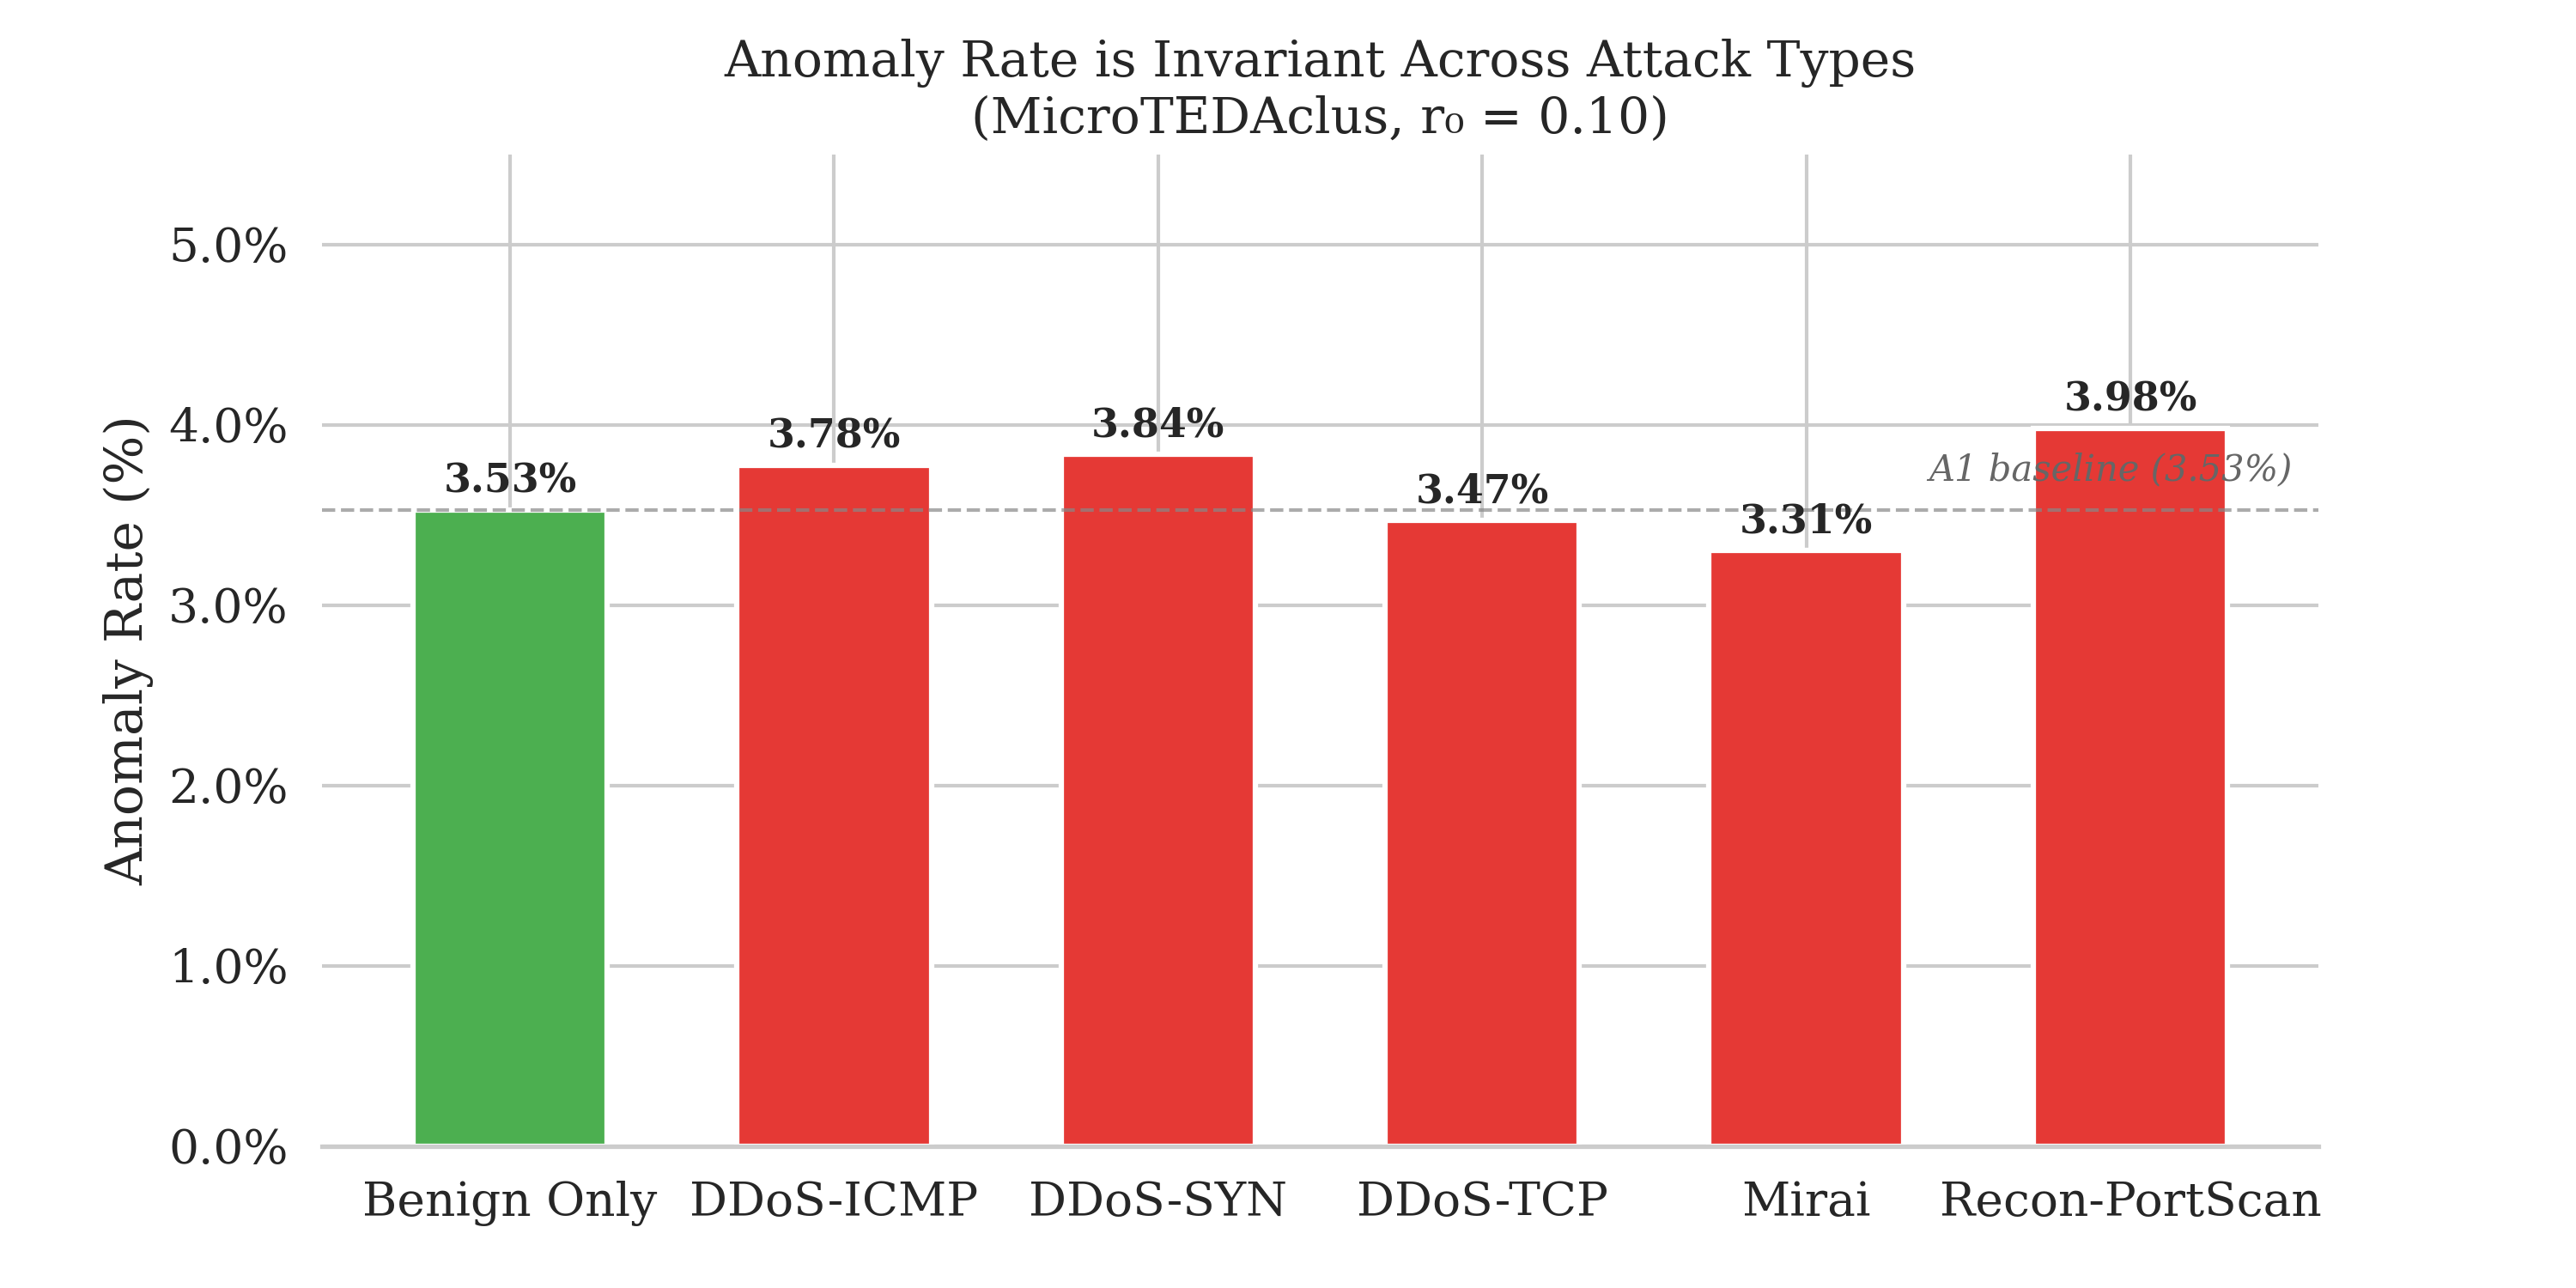 Anomaly Rate is Invariant Across Attack Types
(MicroTEDAclus, r₀ = 0.10)
Anomaly Rate (%)
5.0%
4.0%
3.0%
2.0%
1.0%
0.0%
3.53%
3.78%
3.84%
3.47%
3.31%
3.98%
A1 baseline (3.53%)
Benign Only
DDoS-ICMP
DDoS-SYN
DDoS-TCP
Mirai
Recon-PortScan